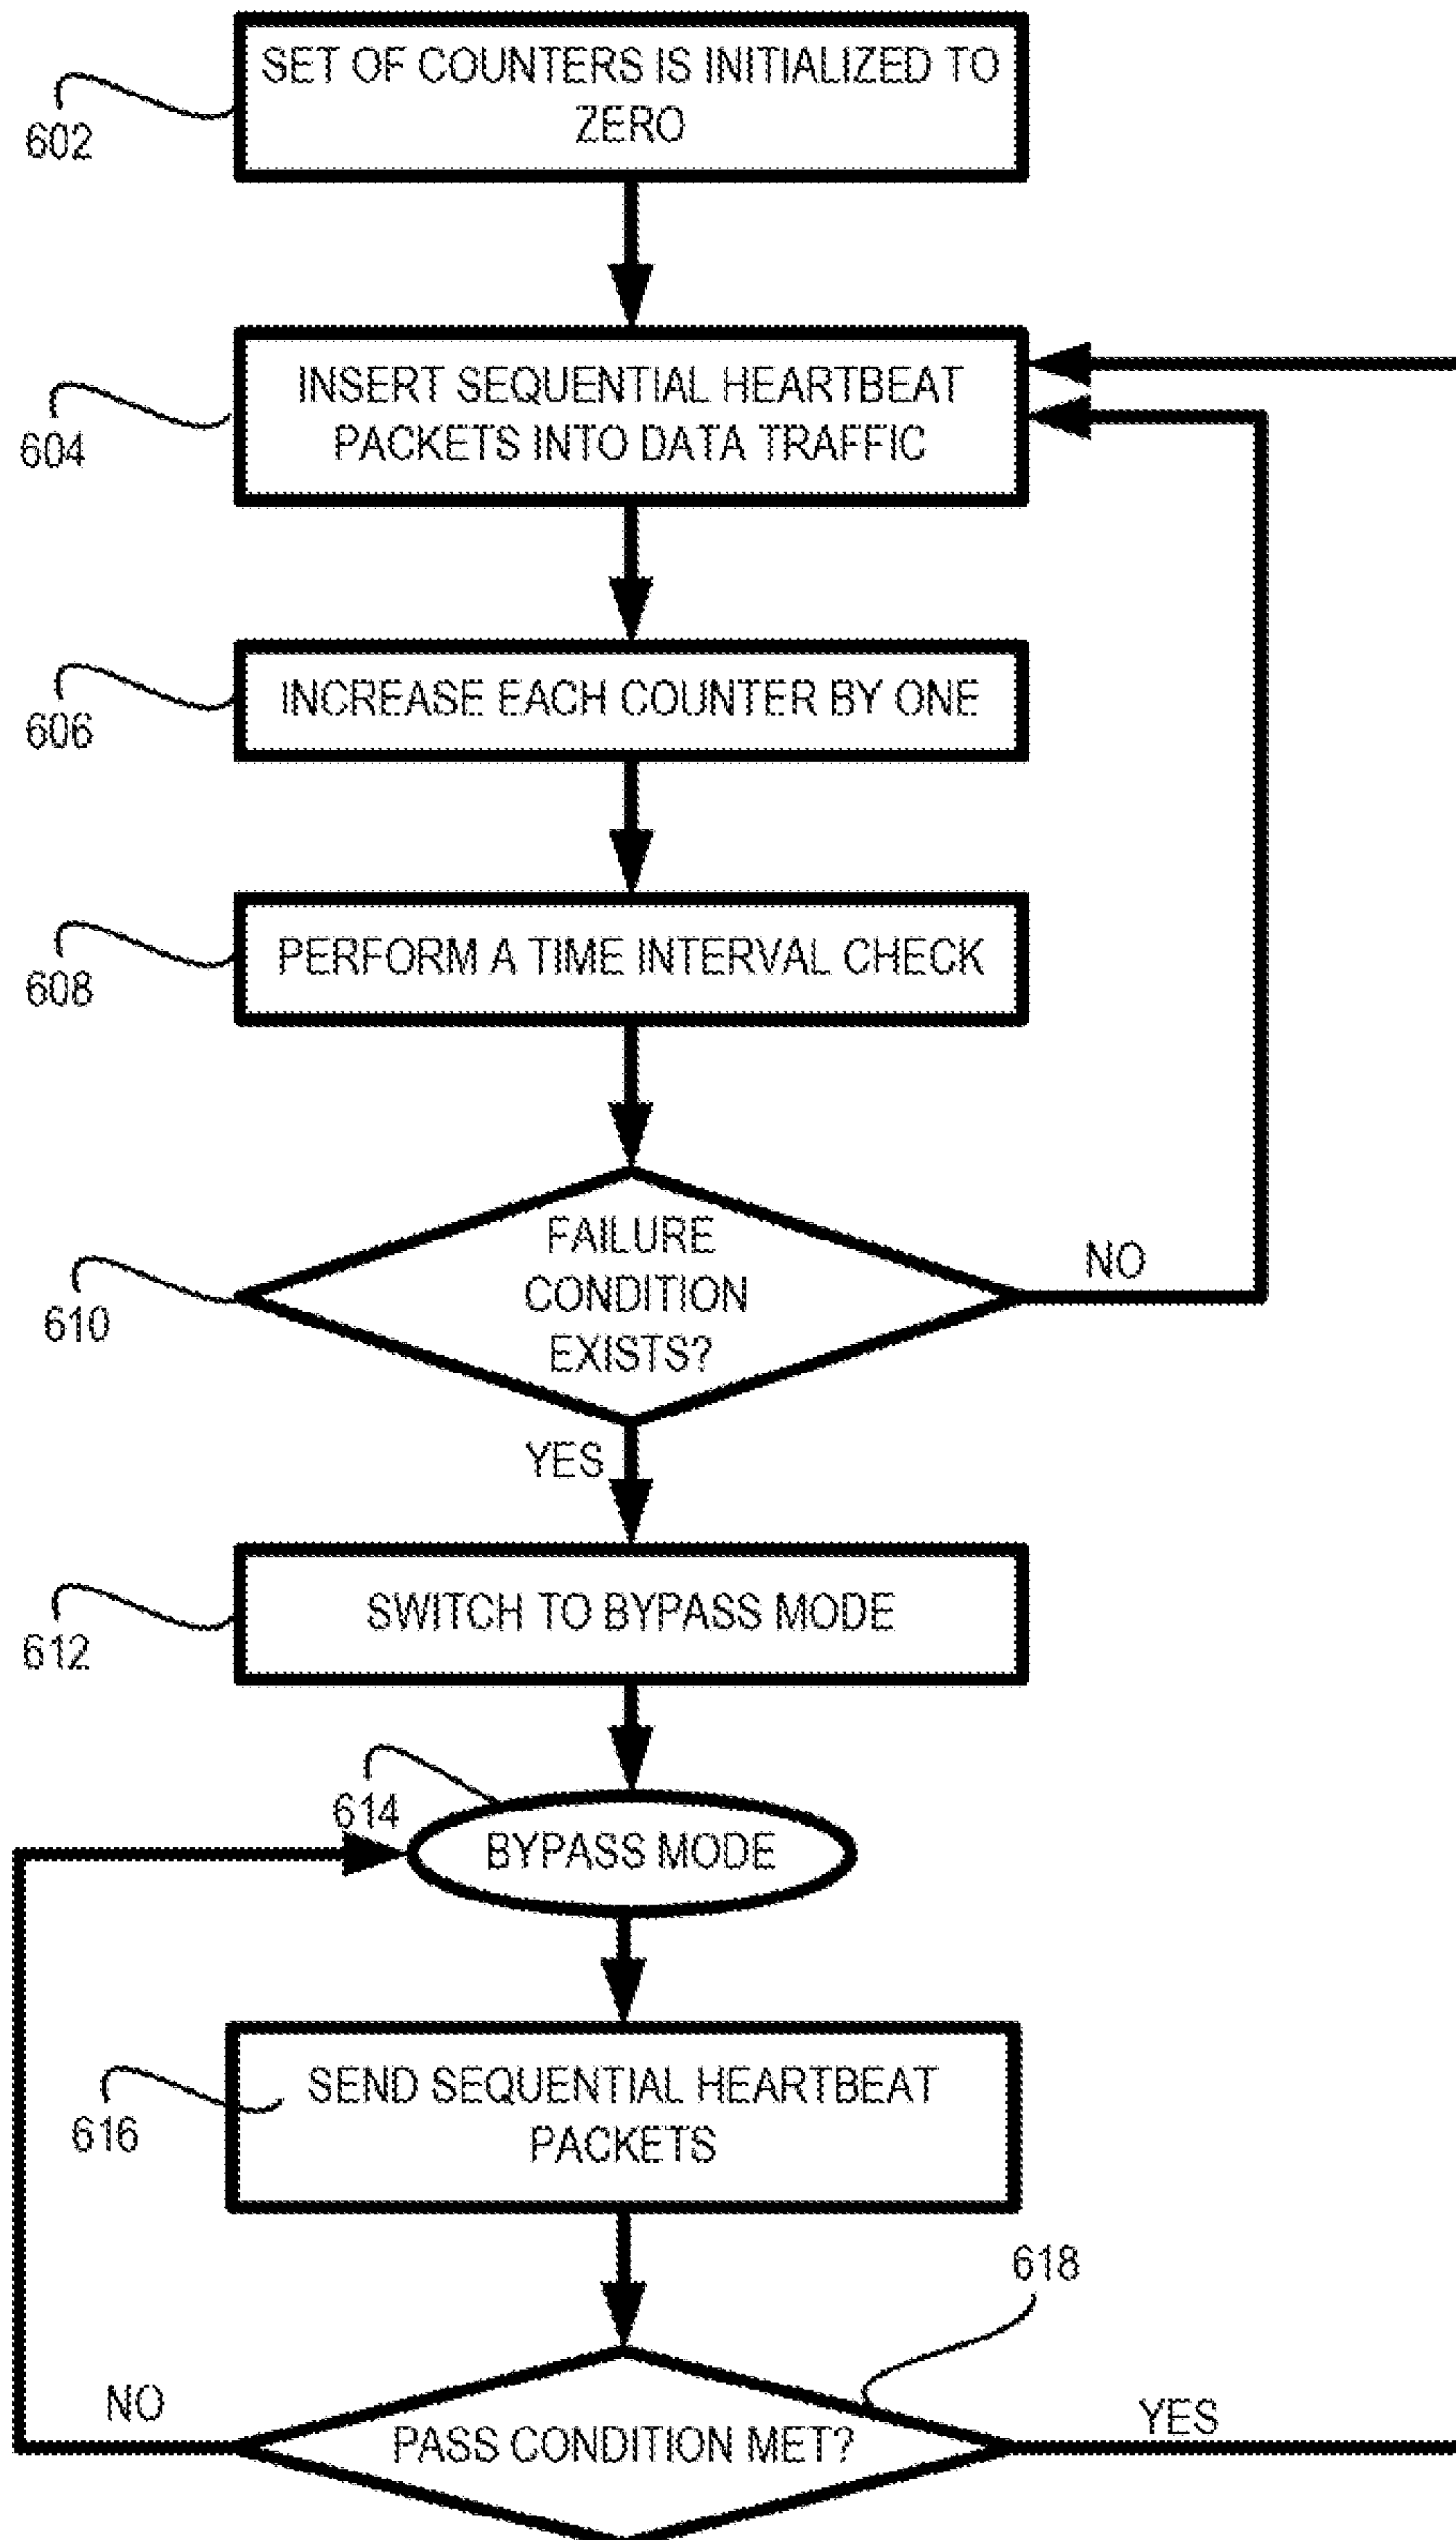 SET OF COUNTERS IS INITIALIZED TO
ZERO
602
INSERT SEQUENTIAL HEARTBEAT
PACKETS INTO DATA TRAFFIC
604
INCREASE EACH COUNTER BY ONE
606
PERFORM A TIME INTERVAL CHECK
608
FAILURE
CONDITION
EXISTS?
NO
610
YES
SWITCH TO BYPASS MODE
612
614
BYPASS MODE
SEND SEQUENTIAL HEARTBEAT
PACKETS
616
618
NO
PASS CONDITION MET?
YES